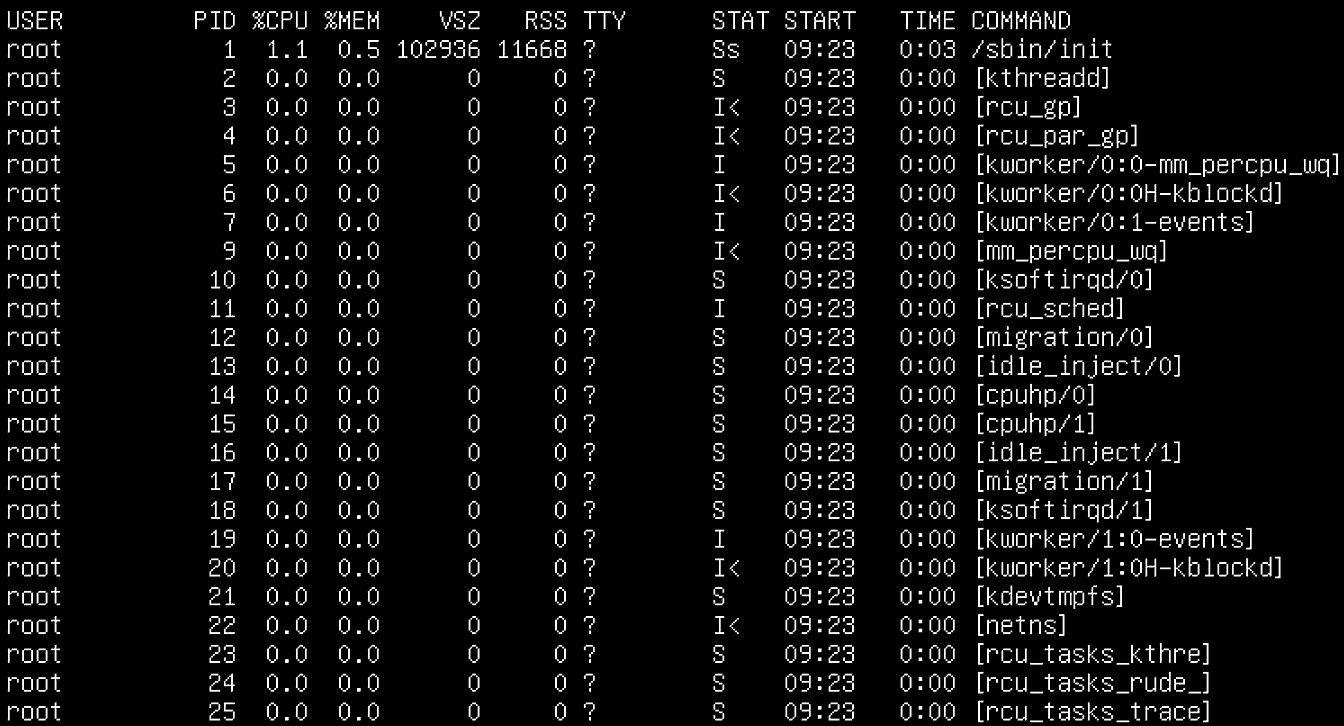 USER         PID %CPU %MEM    VSZ   RSS TTY      STAT START   TIME COMMAND
root           1  1.1  0.5 102936 11668 ?        Ss   09:23   0:03 /sbin/init
root           2  0.0  0.0      0     0 ?        S    09:23   0:00 [kthreadd]
root           3  0.0  0.0      0     0 ?        I<   09:23   0:00 [rcu_gp]
root           4  0.0  0.0      0     0 ?        I<   09:23   0:00 [rcu_par_gp]
root           5  0.0  0.0      0     0 ?        I    09:23   0:00 [kworker/0:0-mm_percpu_wq]
root           6  0.0  0.0      0     0 ?        I<   09:23   0:00 [kworker/0:0H-kblockd]
root           7  0.0  0.0      0     0 ?        I    09:23   0:00 [kworker/0:1-events]
root           9  0.0  0.0      0     0 ?        I<   09:23   0:00 [mm_percpu_wq]
root          10  0.0  0.0      0     0 ?        S    09:23   0:00 [ksoftirqd/0]
root          11  0.0  0.0      0     0 ?        I    09:23   0:00 [rcu_sched]
root          12  0.0  0.0      0     0 ?        S    09:23   0:00 [migration/0]
root          13  0.0  0.0      0     0 ?        S    09:23   0:00 [idle_inject/0]
root          14  0.0  0.0      0     0 ?        S    09:23   0:00 [cpuhp/0]
root          15  0.0  0.0      0     0 ?        S    09:23   0:00 [cpuhp/1]
root          16  0.0  0.0      0     0 ?        S    09:23   0:00 [idle_inject/1]
root          17  0.0  0.0      0     0 ?        S    09:23   0:00 [migration/1]
root          18  0.0  0.0      0     0 ?        S    09:23   0:00 [ksoftirqd/1]
root          19  0.0  0.0      0     0 ?        I    09:23   0:00 [kworker/1:0-events]
root          20  0.0  0.0      0     0 ?        I<   09:23   0:00 [kworker/1:0H-kblockd]
root          21  0.0  0.0      0     0 ?        S    09:23   0:00 [kdevtmpfs]
root          22  0.0  0.0      0     0 ?        I<   09:23   0:00 [netns]
root          23  0.0  0.0      0     0 ?        S    09:23   0:00 [rcu_tasks_kthre]
root          24  0.0  0.0      0     0 ?        S    09:23   0:00 [rcu_tasks_rude_]
root          25  0.0  0.0      0     0 ?        S    09:23   0:00 [rcu_tasks_trace]